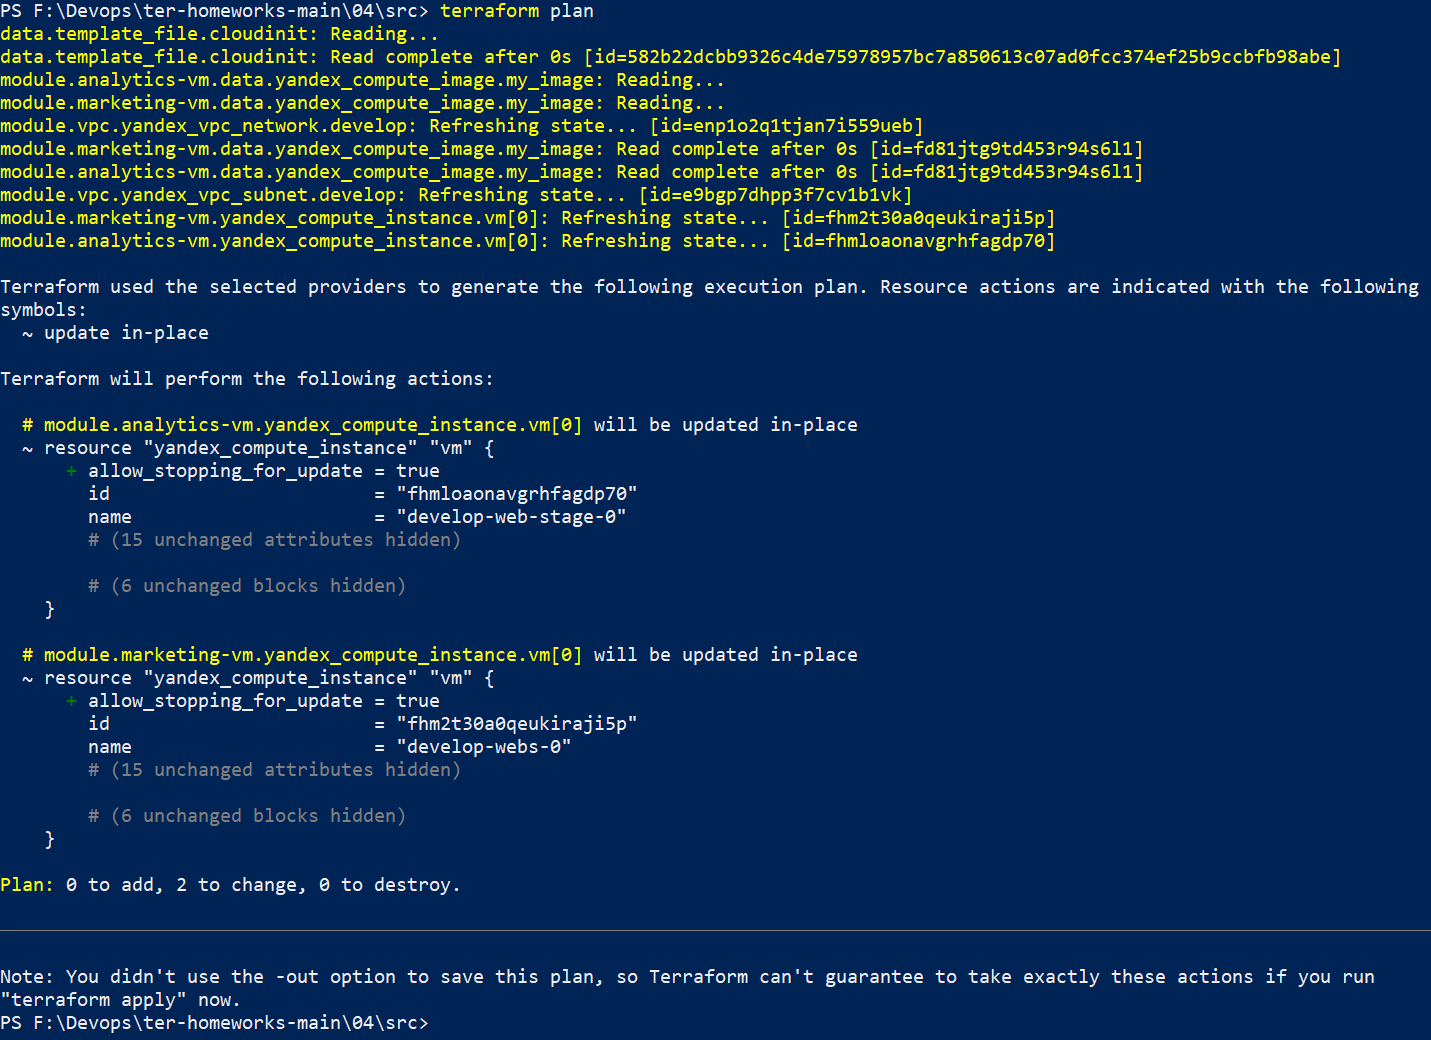 PS F:\Devops\ter-homeworks-main\04\src> terraform plan
data.template_file.cloudinit: Reading...
data.template_file.cloudinit: Read complete after 0s [id=582b22dcbb9326c4de75978957bc7a850613c07ad0fcc374ef25b9ccbfb98abe]
module.analytics-vm.data.yandex_compute_image.my_image: Reading...
module.marketing-vm.data.yandex_compute_image.my_image: Reading...
module.vpc.yandex_vpc_network.develop: Refreshing state... [id=enp1o2q1tjan7i559ueb]
module.marketing-vm.data.yandex_compute_image.my_image: Read complete after 0s [id=fd81jtg9td453r94s6l1]
module.analytics-vm.data.yandex_compute_image.my_image: Read complete after 0s [id=fd81jtg9td453r94s6l1]
module.vpc.yandex_vpc_subnet.develop: Refreshing state... [id=e9bgp7dhpp3f7cv1b1vk]
module.marketing-vm.yandex_compute_instance.vm[0]: Refreshing state... [id=fhm2t30a0qeukiraji5p]
module.analytics-vm.yandex_compute_instance.vm[0]: Refreshing state... [id=fhmloaonavgrhfagdp70]
Terraform used the selected providers to generate the following execution plan. Resource actions are indicated with the following
symbols:
  ~ update in-place
Terraform will perform the following actions:
  # module.analytics-vm.yandex_compute_instance.vm[0] will be updated in-place
  ~ resource "yandex_compute_instance" "vm" {
      + allow_stopping_for_update = true
        id                        = "fhmloaonavgrhfagdp70"
        name                      = "develop-web-stage-0"
        # (15 unchanged attributes hidden)
        # (6 unchanged blocks hidden)
    }
  # module.marketing-vm.yandex_compute_instance.vm[0] will be updated in-place
  ~ resource "yandex_compute_instance" "vm" {
      + allow_stopping_for_update = true
        id                        = "fhm2t30a0qeukiraji5p"
        name                      = "develop-webs-0"
        # (15 unchanged attributes hidden)
        # (6 unchanged blocks hidden)
    }
Plan: 0 to add, 2 to change, 0 to destroy.
Note: You didn't use the -out option to save this plan, so Terraform can't guarantee to take exactly these actions if you run
"terraform apply" now.
PS F:\Devops\ter-homeworks-main\04\src>